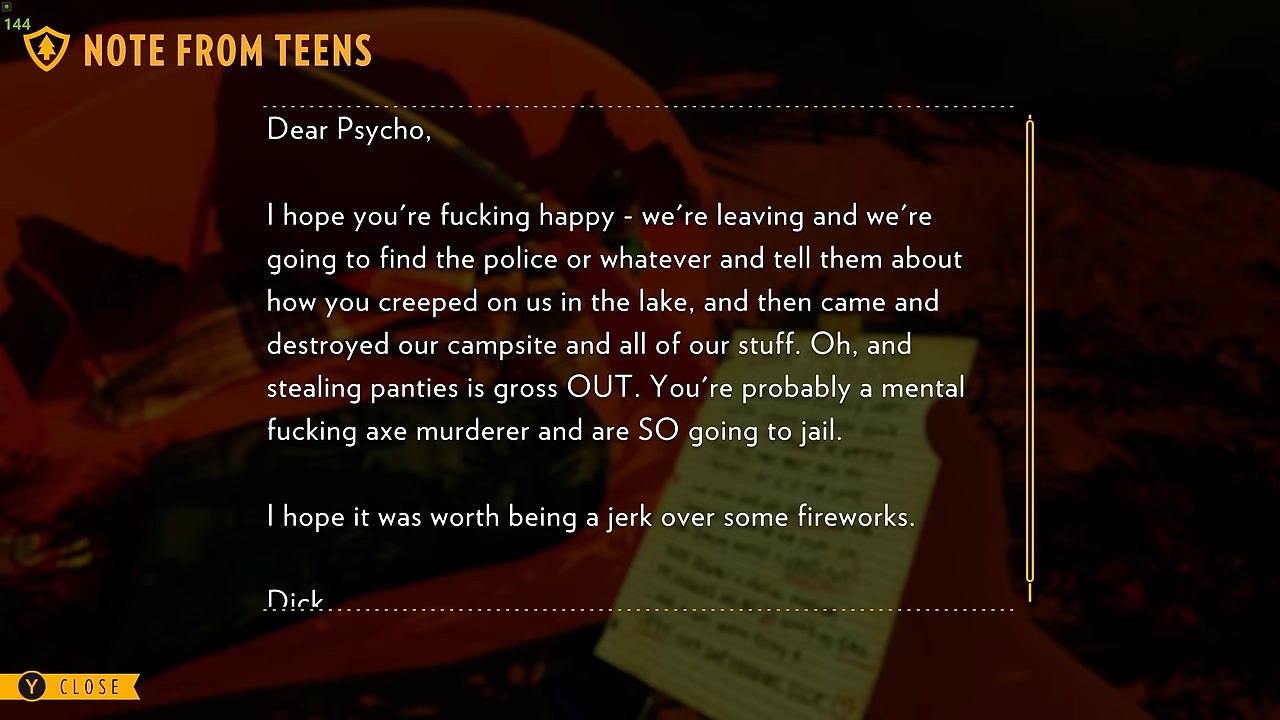 144
NOTE FROM TEENS
Dear Psycho,
I hope you're fucking happy - we're leaving and we're
going to find the police or whatever and tell them about
how you creeped on us in the lake, and then came and
destroyed our campsite and all of our stuff. Oh, and
stealing panties is gross OUT. You're probably a mental
fucking axe murderer and are SO going to jail.
I hope it was worth being a jerk over some fireworks.
Dick
Y CLOSE